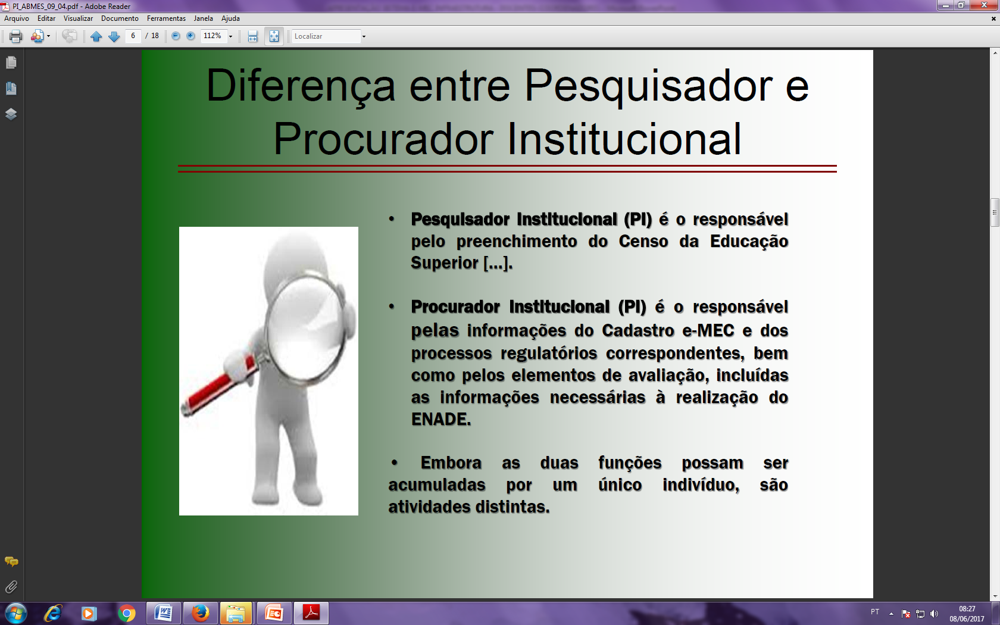 PI_ABMES_09_04.pdf - Adobe Reader
Arquivo Editar Visualizar Documento Ferramentas Janela Ajuda
6 / 18 112% Localizar
Diferença entre Pesquisador e
Procurador Institucional
• Pesquisador Institucional (PI) é o responsável
pelo preenchimento do Censo da Educação
Superior [...].
• Procurador Institucional (PI) é o responsável
pelas informações do Cadastro e-MEC e dos
processos regulatórios correspondentes, bem
como pelos elementos de avaliação, incluídas
as informações necessárias à realização do
ENADE.
• Embora as duas funções possam ser
acumuladas por um único indivíduo, são
atividades distintas.
PT
08:27
08/06/2017